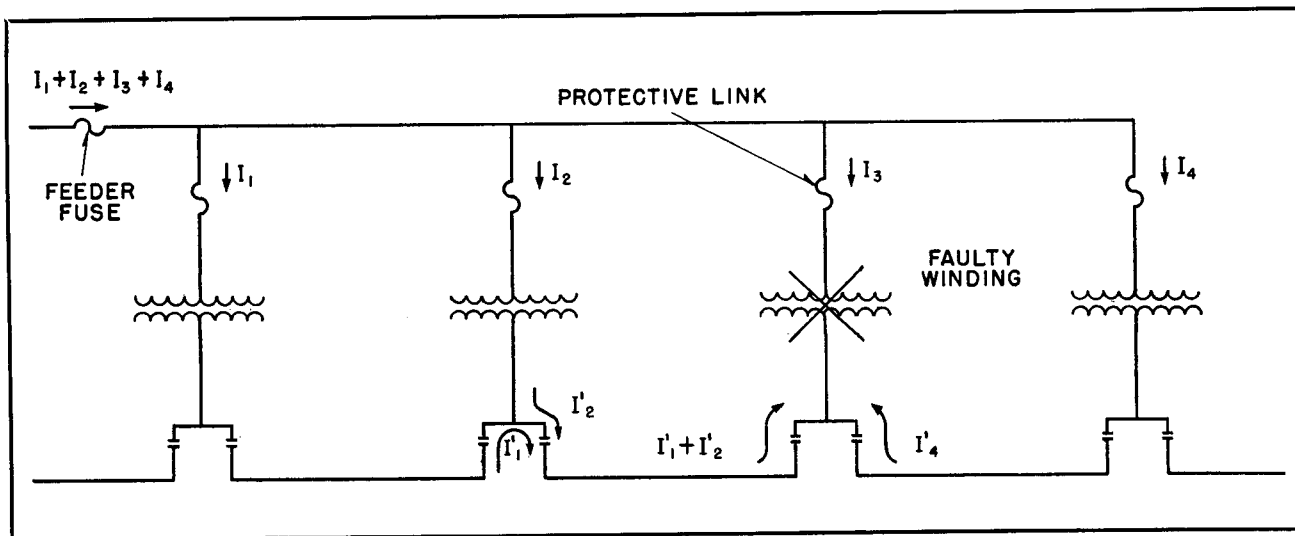 I₁+I₂+I₃+I₄
PROTECTIVE LINK
FEEDER
FUSE
I₁
I₂
I₃
I₄
FAULTY
WINDING
I'₂
I'₁
I'₁+I'₂
I'₄